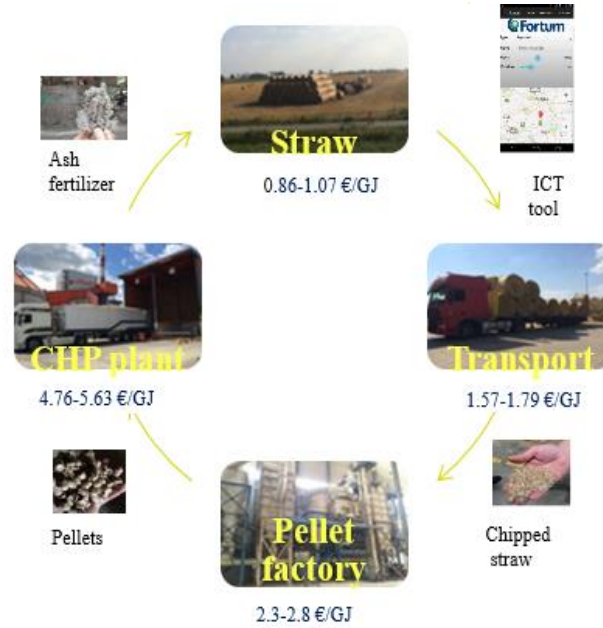 Fortum
Straw
0.86-1.07 €/GJ
Ash
fertilizer
ICT
tool
CHP plant
4.76-5.63 €/GJ
Transport
1.57-1.79 €/GJ
Pellets
Pellet
factory
2.3-2.8 €/GJ
Chipped
straw